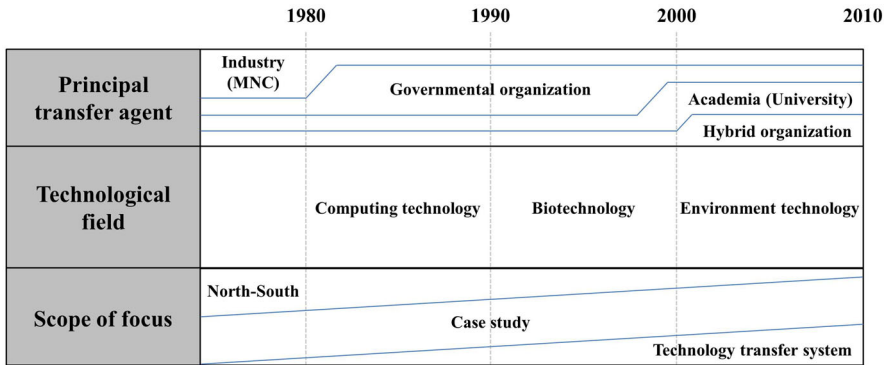 1980 1990 2000 2010
Principal
transfer agent
Industry
(MNC)
Governmental organization
Academia (University)
Hybrid organization
Technological
field
Computing technology
Biotechnology
Environment technology
Scope of focus
North-South
Case study
Technology transfer system